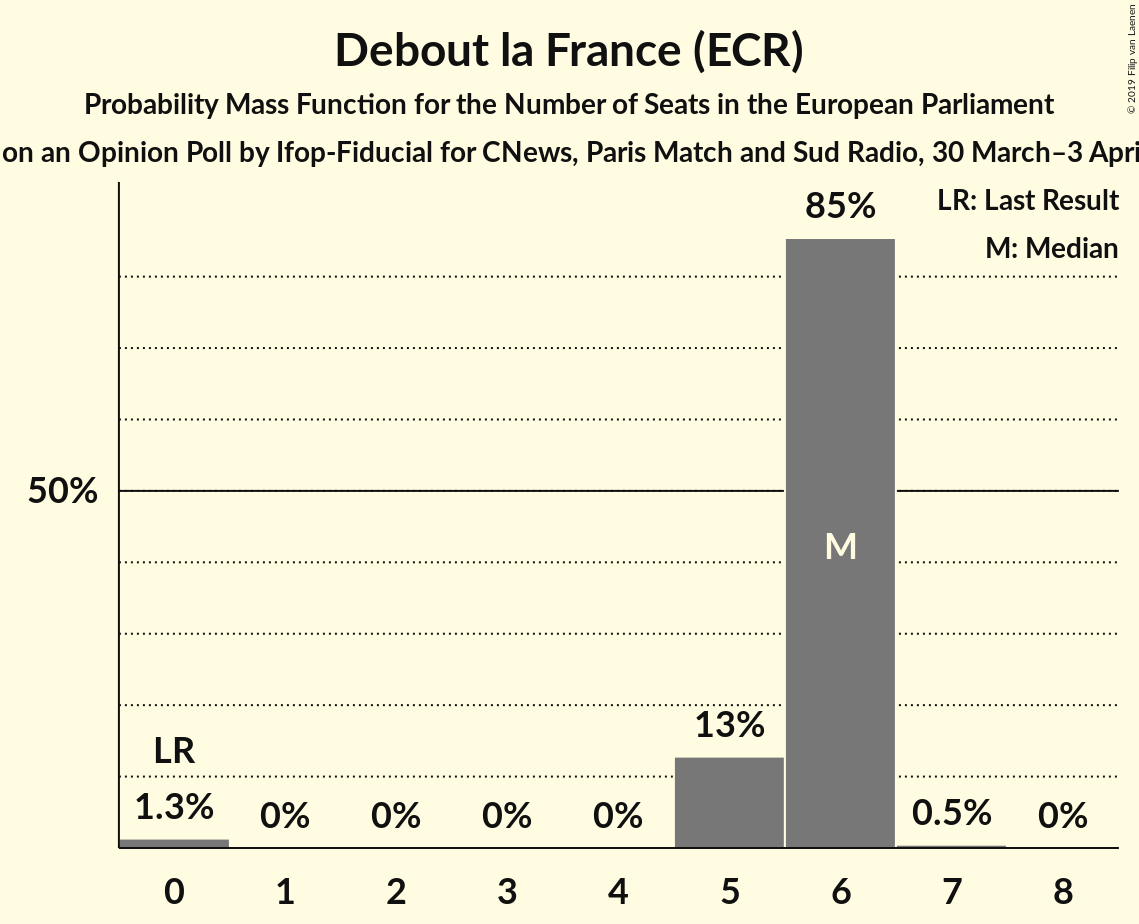 Debout la France (ECR)
Probability Mass Function for the Number of Seats in the European Parliament
on an Opinion Poll by Ifop-Fiducial for CNews, Paris Match and Sud Radio, 30 March–3 Apri
© 2019 Filip van Laenen
LR: Last Result
M: Median
85%
50%
M
13%
LR
1.3%
0%
0%
0%
0%
0.5%
0%
0
1
2
3
4
5
6
7
8